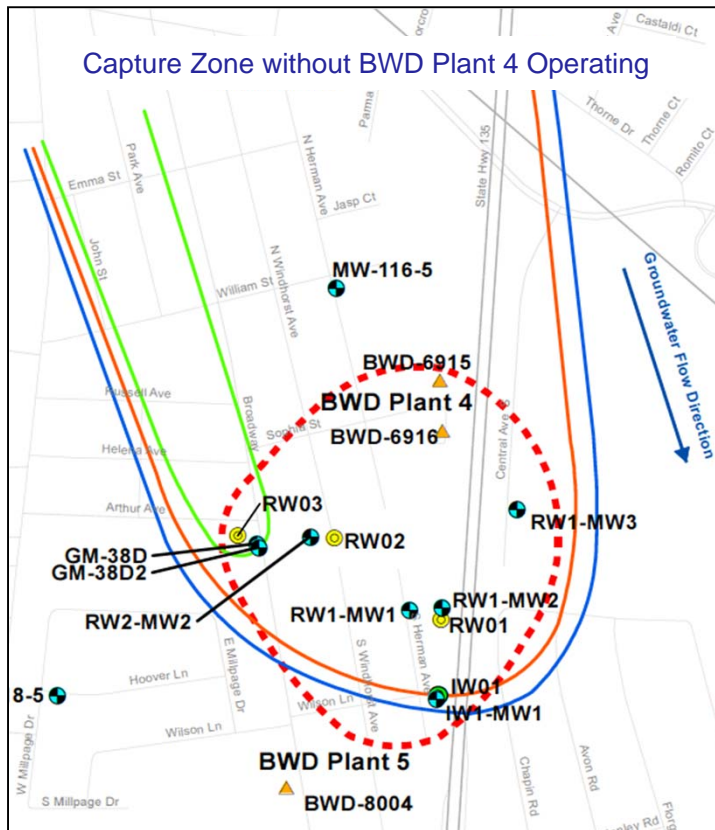 Capture Zone without BWD Plant 4 Operating
Ave
Castaldi Ct
Parma
Thorne Dr
Thorne Ct
Romito Ct
Park Ave
N Herman Ave
State Hwy 135
Emma St
Jasp Ct
John St
N Windhorst Ave
MW-116-5
William St
Groundwater Flow Direction
BWD-6915
Russell Ave
BWD Plant 4
Broadway
Sophia St
BWD-6916
Central Ave S
Helena Ave
RW03
Arthur Ave
RW1-MW3
GM-38D
RW02
GM-38D2
RW2-MW2
RW1-MW1
RW1-MW2
RW01
E Millpage Dr
S Windhorst Ave
S Herman Ave
Hoover Ln
8-5
IW01
Wilson Ln
Wilson Ln
IW1-MW1
W Millpage Dr
BWD Plant 5
Avon Rd
Chapin Rd
S Millpage Dr
BWD-8004